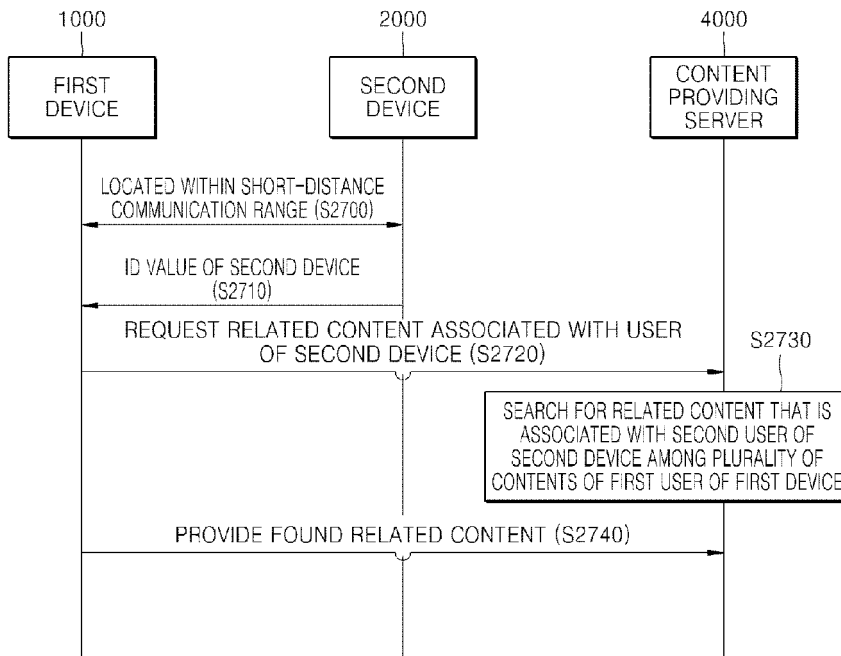 1000
2000
4000
FIRST
DEVICE
SECOND
DEVICE
CONTENT
PROVIDING
SERVER
LOCATED WITHIN SHORT-DISTANCE
COMMUNICATION RANGE (S2700)
ID VALUE OF SECOND DEVICE
(S2710)
REQUEST RELATED CONTENT ASSOCIATED WITH USER
OF SECOND DEVICE (S2720)
S2730
SEARCH FOR RELATED CONTENT THAT IS
ASSOCIATED WITH SECOND USER OF
SECOND DEVICE AMONG PLURALITY OF
CONTENTS OF FIRST USER OF FIRST DEVICE
PROVIDE FOUND RELATED CONTENT (S2740)